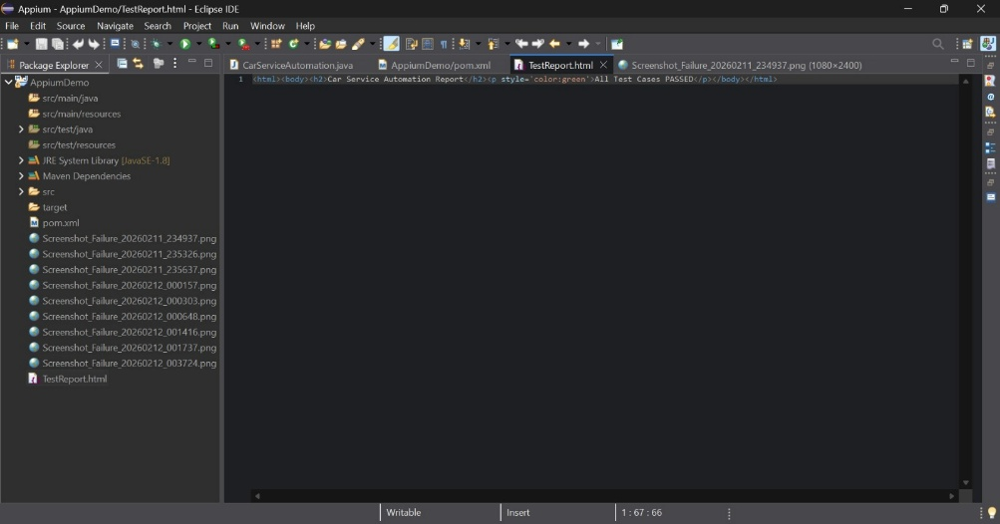 Appium - AppiumDemo/TestReport.html - Eclipse IDE
File Edit Source Navigate Search Project Run Window Help
Package Explorer
CarServiceAutomation.java
AppiumDemo/pom.xml
TestReport.html
Screenshot_Failure_20260211_234937.png (1080×2400)
AppiumDemo
src/main/java
src/main/resources
src/test/java
src/test/resources
JRE System Library [JavaSE-1.8]
Maven Dependencies
src
target
pom.xml
Screenshot_Failure_20260211_234937.png
Screenshot_Failure_20260211_235326.png
Screenshot_Failure_20260211_235637.png
Screenshot_Failure_20260212_000157.png
Screenshot_Failure_20260212_000303.png
Screenshot_Failure_20260212_000648.png
Screenshot_Failure_20260212_001416.png
Screenshot_Failure_20260212_001737.png
Screenshot_Failure_20260212_003724.png
TestReport.html
1 <html><body><h2>Car Service Automation Report</h2><p style='color:green'>All Test Cases PASSED</p></body></html>
Writable Insert 1 : 67 : 66